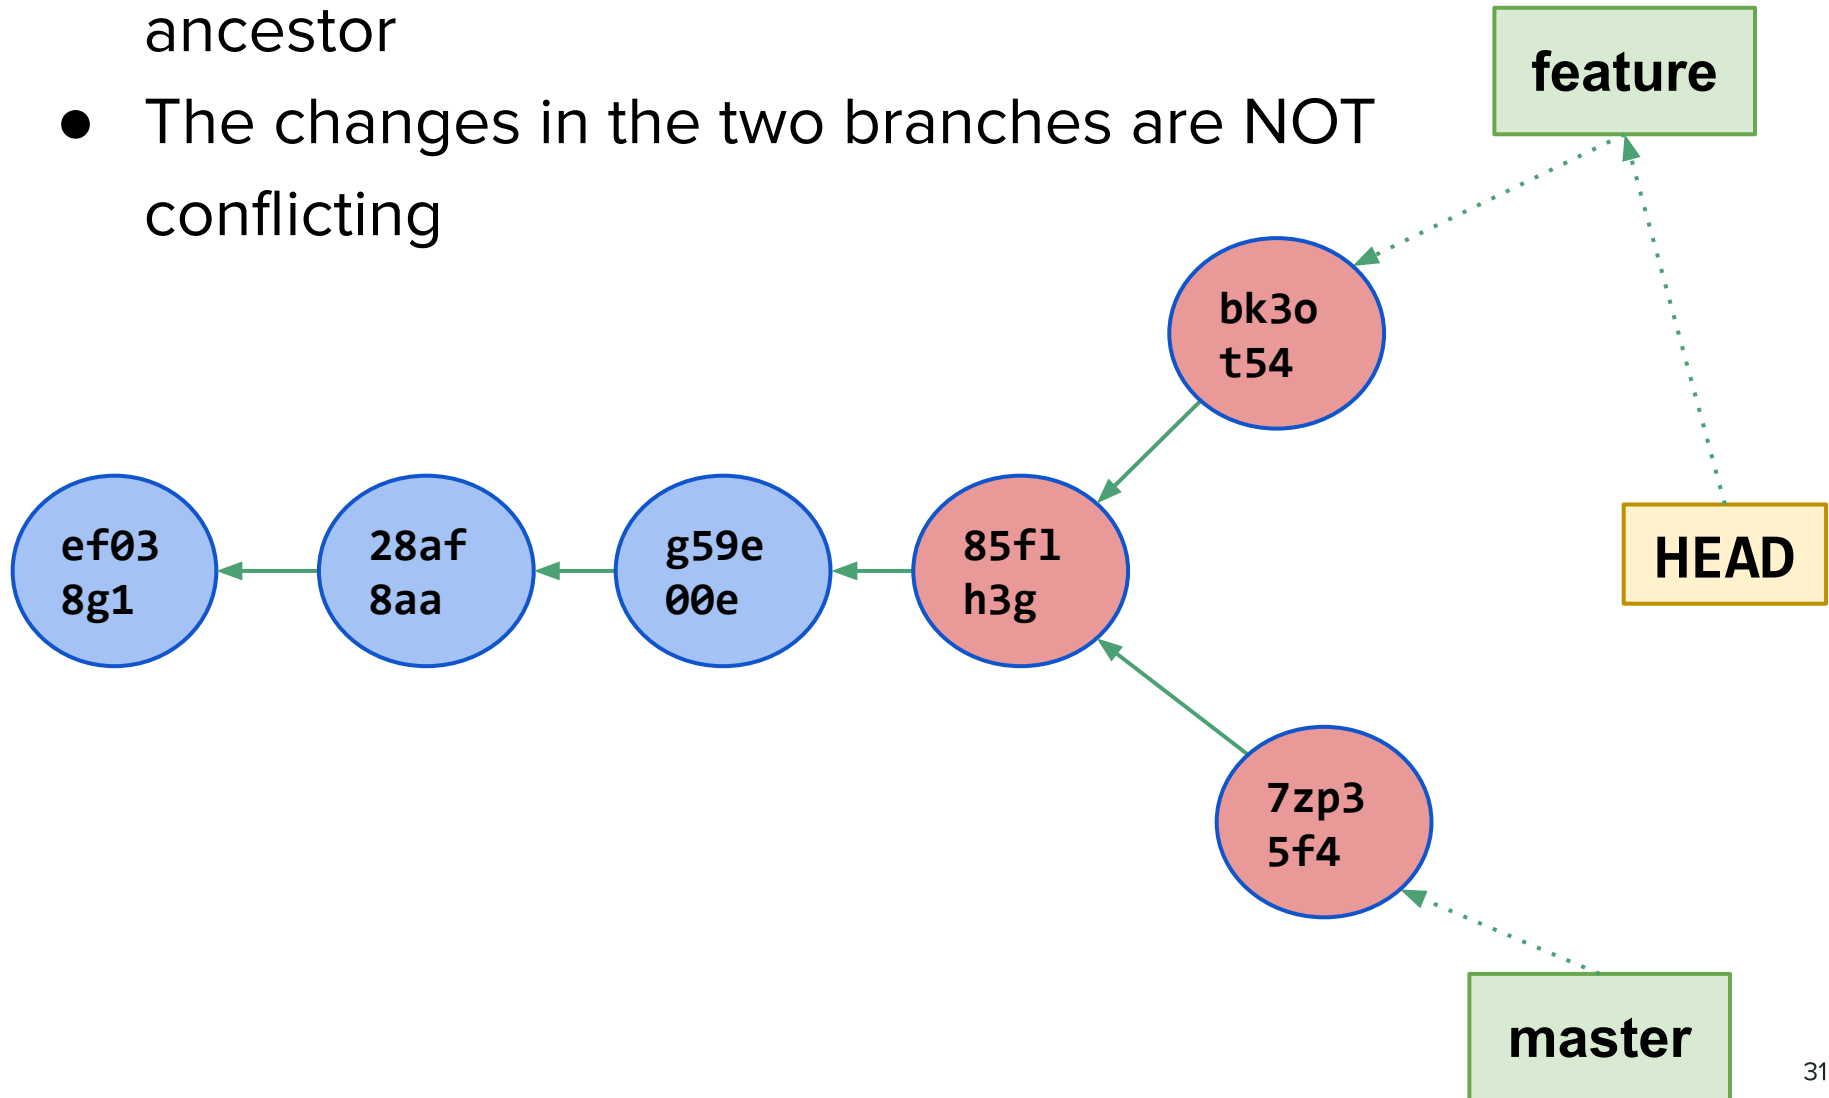 ancestor
● The changes in the two branches are NOT
conflicting
feature
bk3o
t54
ef03
8g1
28af
8aa
g59e
00e
85fl
h3g
HEAD
7zp3
5f4
master
31